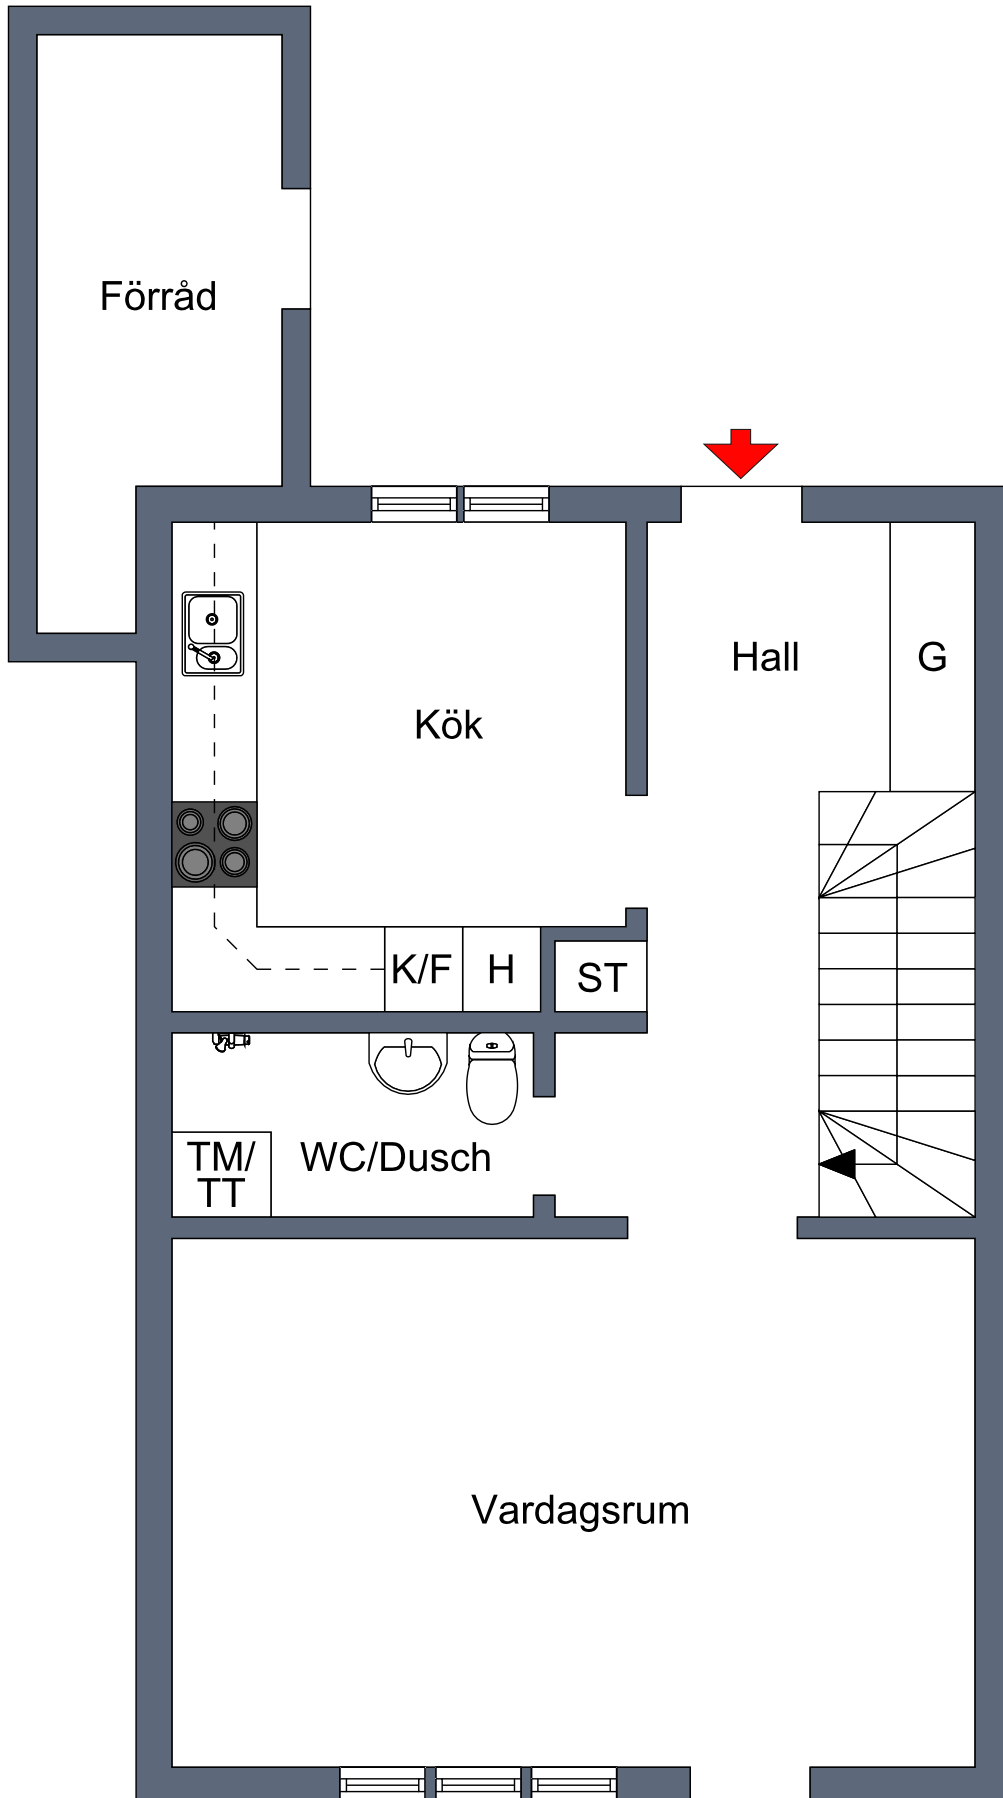 Förråd
Hall
G
Kök
K/F
H
ST
TM/
TT
WC/Dusch
Vardagsrum